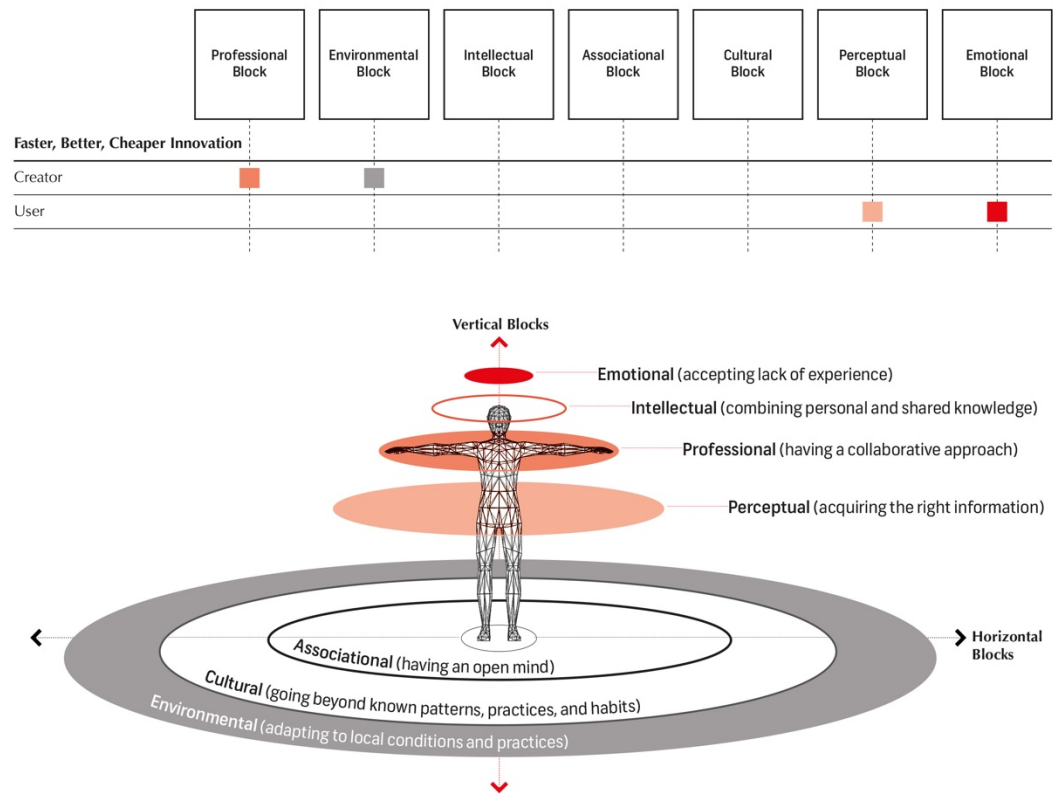 Professional
Block
Environmental
Block
Intellectual
Block
Associational
Block
Cultural
Block
Perceptual
Block
Emotional
Block
Faster, Better, Cheaper Innovation
Creator
User
Vertical Blocks
Emotional (accepting lack of experience)
Intellectual (combining personal and shared knowledge)
Professional (having a collaborative approach)
Perceptual (acquiring the right information)
Horizontal
Blocks
Associational (having an open mind)
Cultural (going beyond known patterns, practices, and habits)
Environmental (adapting to local conditions and practices)